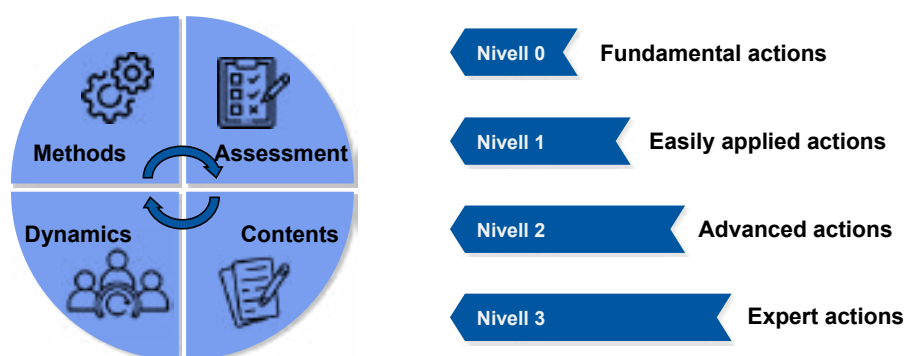 Methods
Assessment
Dynamics
Contents
Nivell 0 Fundamental actions
Nivell 1 Easily applied actions
Nivell 2 Advanced actions
Nivell 3 Expert actions